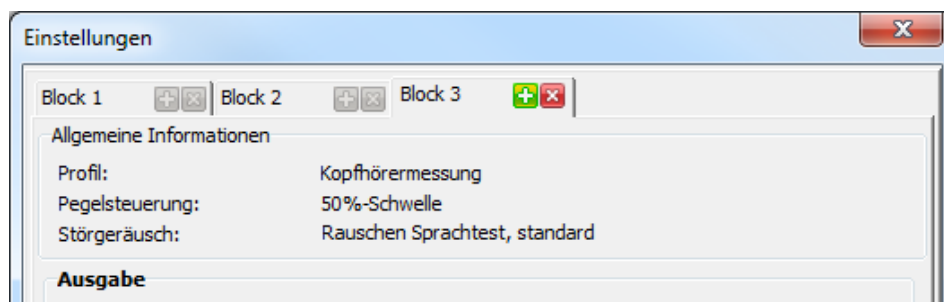 Einstellungen
Block 1 Block 2 Block 3
Allgemeine Informationen
Profil: Kopfhörermessung
Pegelsteuerung: 50%-Schwelle
Störgeräusch: Rauschen Sprachtest, standard
Ausgabe